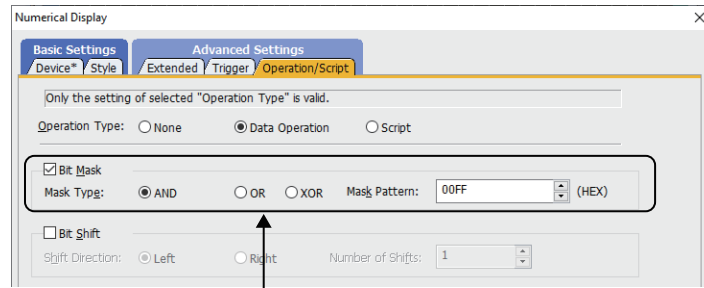 Numerical Display
Basic Settings Advanced Settings
Device* Style Extended Trigger Operation/Script
Only the setting of selected "Operation Type" is valid.
Operation Type: None Data Operation Script
Bit Mask
Mask Type: AND OR XOR Mask Pattern: 00FF (HEX)
Bit Shift
Shift Direction: Left Right Number of Shifts: 1